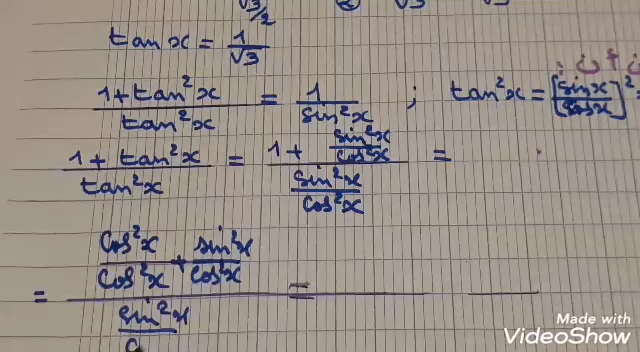 tan x = 1/√3
(1 + tan²x)/(tan²x) = 1/(sin²x) ; tan²x = [sin x/cos x]² =
(1 + tan²x)/(tan²x) = (1 + sin²x/cos²x)/(sin²x/cos²x) =
= (cos²x/cos²x + sin²x/cos²x)/(sin²x/c =
Made with
VideoShow